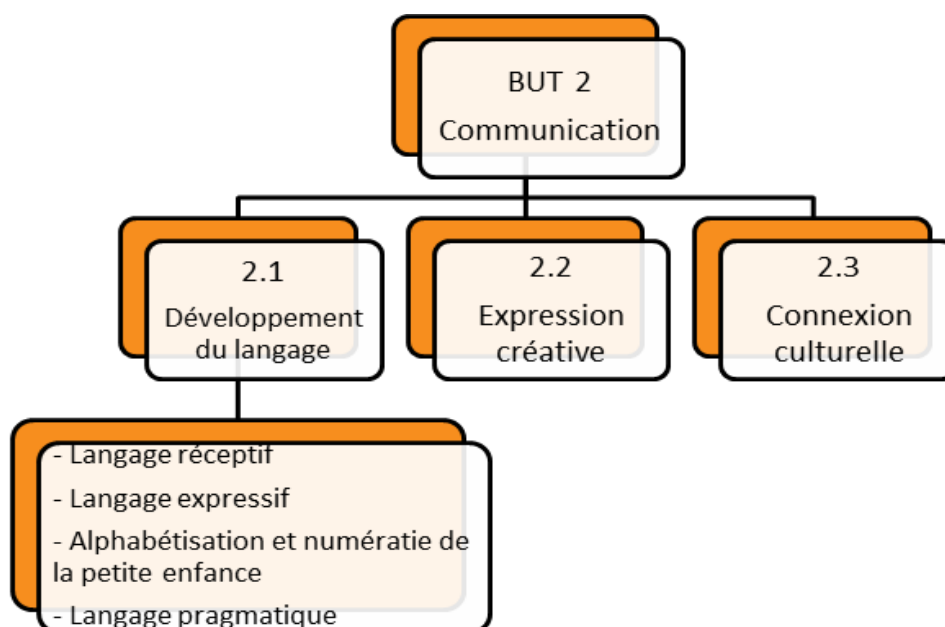 BUT 2
Communication
2.1
Développement
du langage
2.2
Expression
créative
2.3
Connexion
culturelle
- Langage réceptif
- Langage expressif
- Alphabétisation et numératie de
la petite enfance
- Langage pragmatique